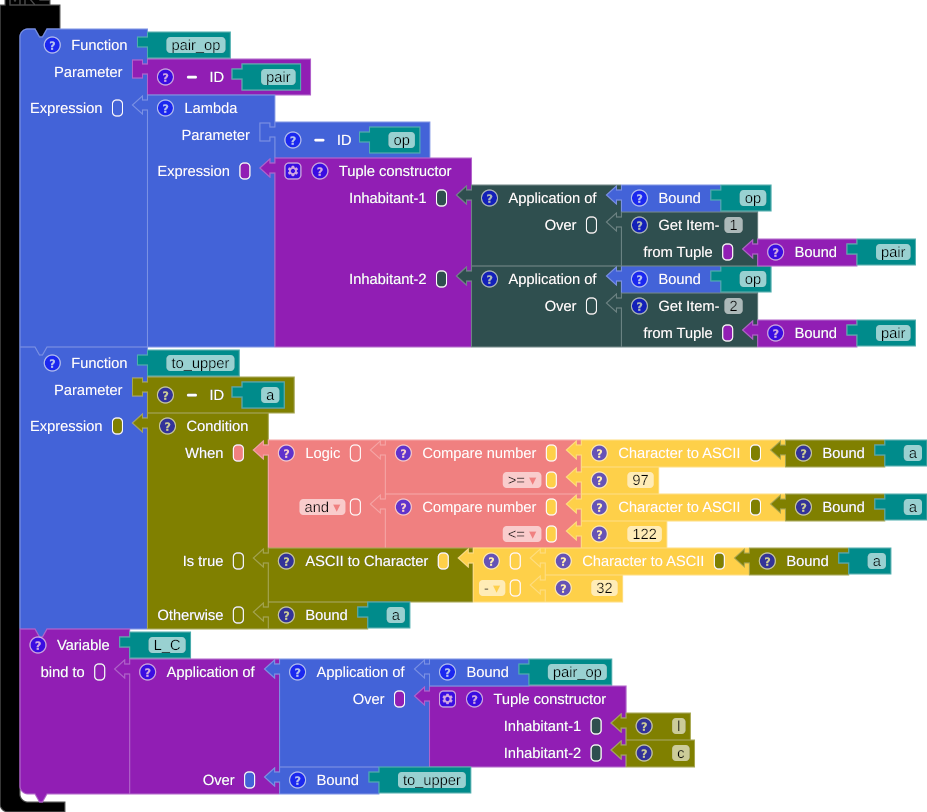 ? Function pair_op
Parameter ? – ID pair
Expression ? Lambda
Parameter ? – ID op
Expression ? Tuple constructor
Inhabitant-1 ? Application of ? Bound op
Over ? Get Item- 1
from Tuple ? Bound pair
Inhabitant-2 ? Application of ? Bound op
Over ? Get Item- 2
from Tuple ? Bound pair
? Function to_upper
Parameter ? – ID a
Expression ? Condition
When ? Logic ? Compare number ? Character to ASCII ? Bound a
>= ▾ ? 97
and ▾ ? Compare number ? Character to ASCII ? Bound a
<= ▾ ? 122
Is true ? ASCII to Character ? ? Character to ASCII ? Bound a
- ▾ ? 32
Otherwise ? Bound a
? Variable L_C
bind to ? Application of ? Application of ? Bound pair_op
Over ? Tuple constructor
Inhabitant-1 ? l
Inhabitant-2 ? c
Over ? Bound to_upper